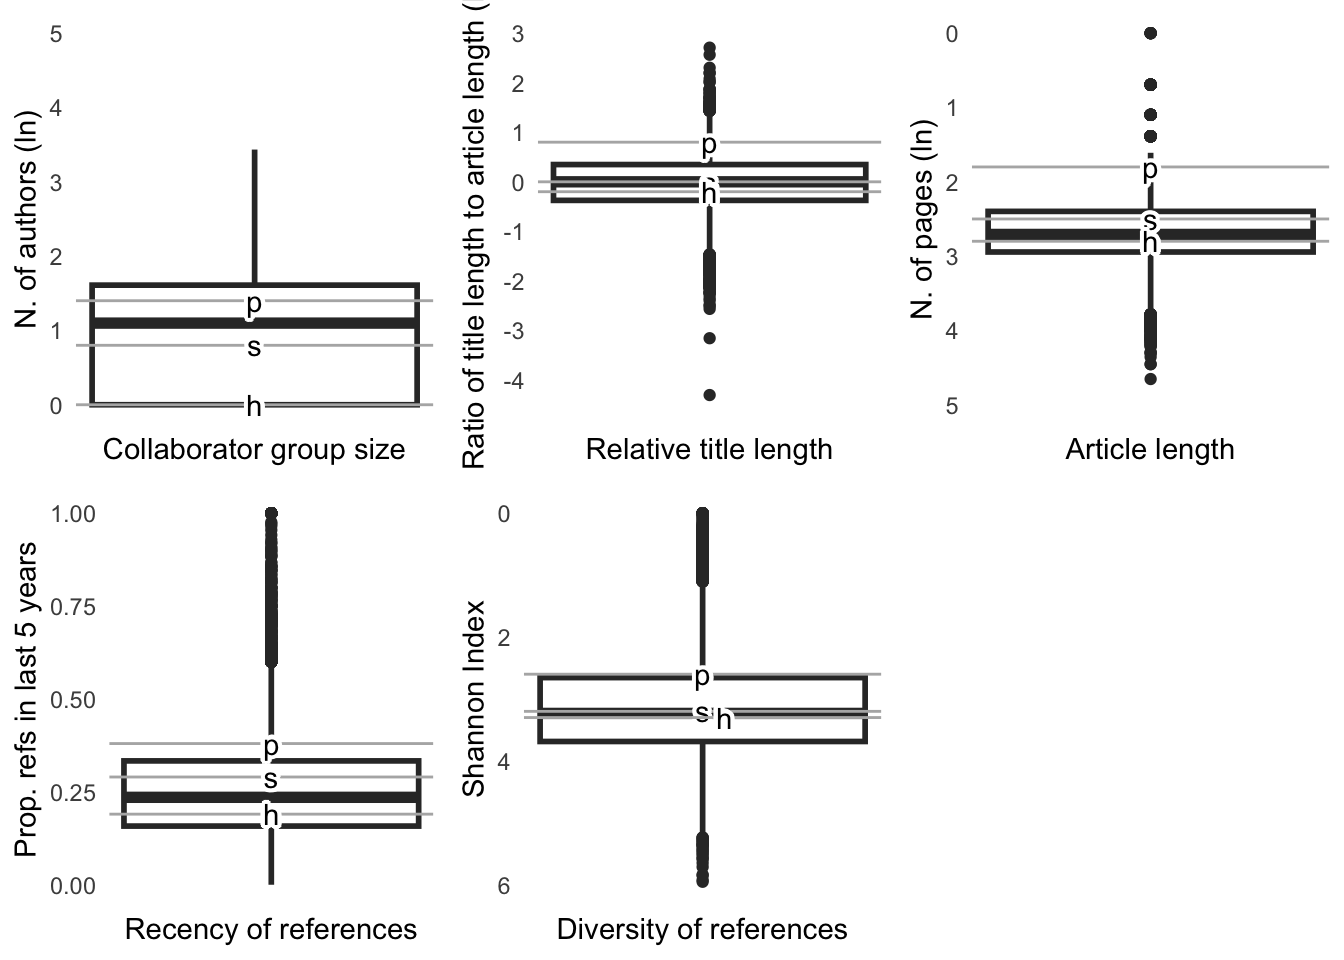 N. of authors (ln)
5
4
3
2
1
0
p
s
h
Collaborator group size
Ratio of title length to article length (
3
2
1
0
-1
-2
-3
-4
p
h
Relative title length
N. of pages (ln)
0
1
2
3
4
5
p
s
h
Article length
Prop. refs in last 5 years
1.00
0.75
0.50
0.25
0.00
p
s
h
Recency of references
Shannon Index
0
2
4
6
p
s h
Diversity of references